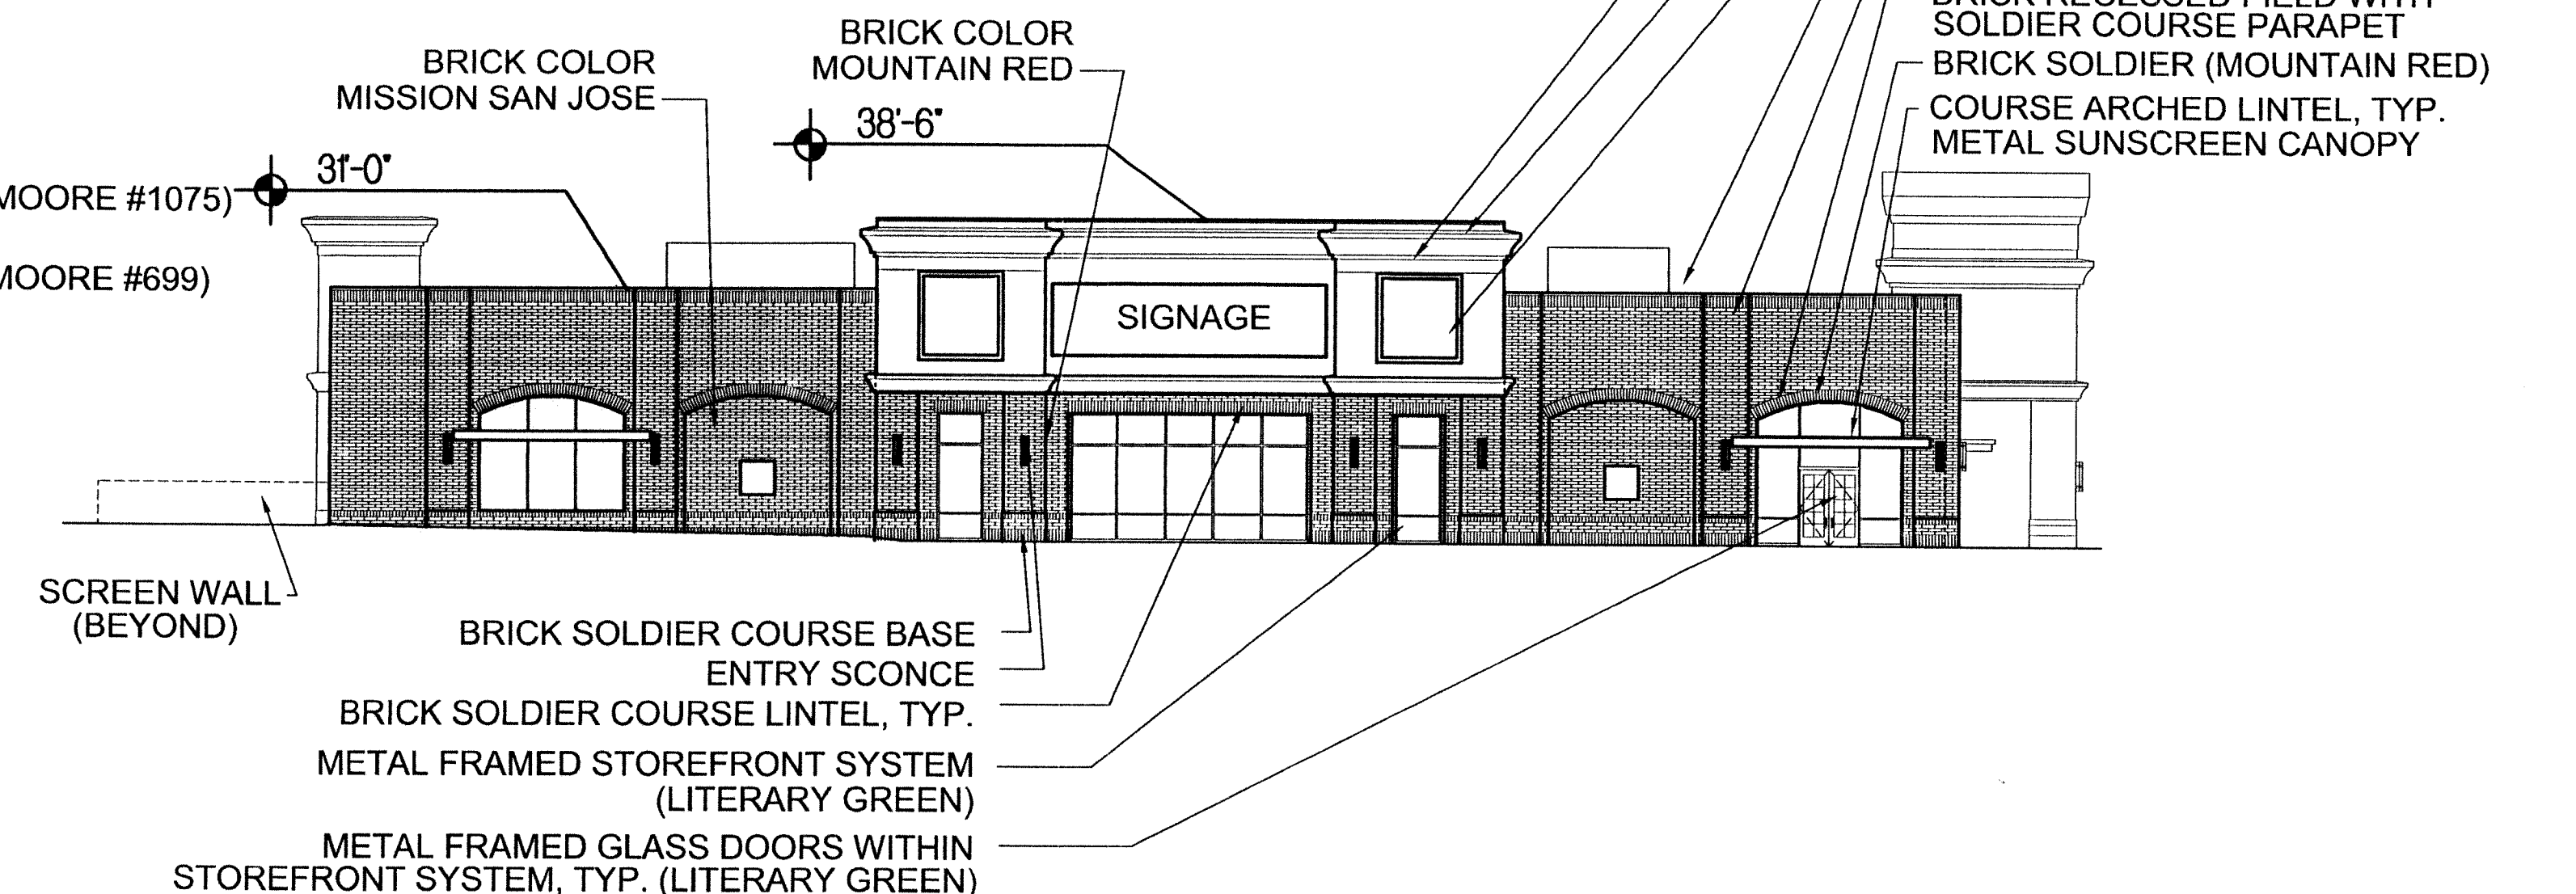 BRICK RECESSED FIELD WITH
SOLDIER COURSE PARAPET
BRICK SOLDIER (MOUNTAIN RED)
COURSE ARCHED LINTEL, TYP.
METAL SUNSCREEN CANOPY
BRICK COLOR
MOUNTAIN RED
BRICK COLOR
MISSION SAN JOSE
38'-6"
31'-0"
MOORE #1075)
MOORE #699)
SIGNAGE
SCREEN WALL
(BEYOND)
BRICK SOLDIER COURSE BASE
ENTRY SCONCE
BRICK SOLDIER COURSE LINTEL, TYP.
METAL FRAMED STOREFRONT SYSTEM
(LITERARY GREEN)
METAL FRAMED GLASS DOORS WITHIN
STOREFRONT SYSTEM, TYP. (LITERARY GREEN)